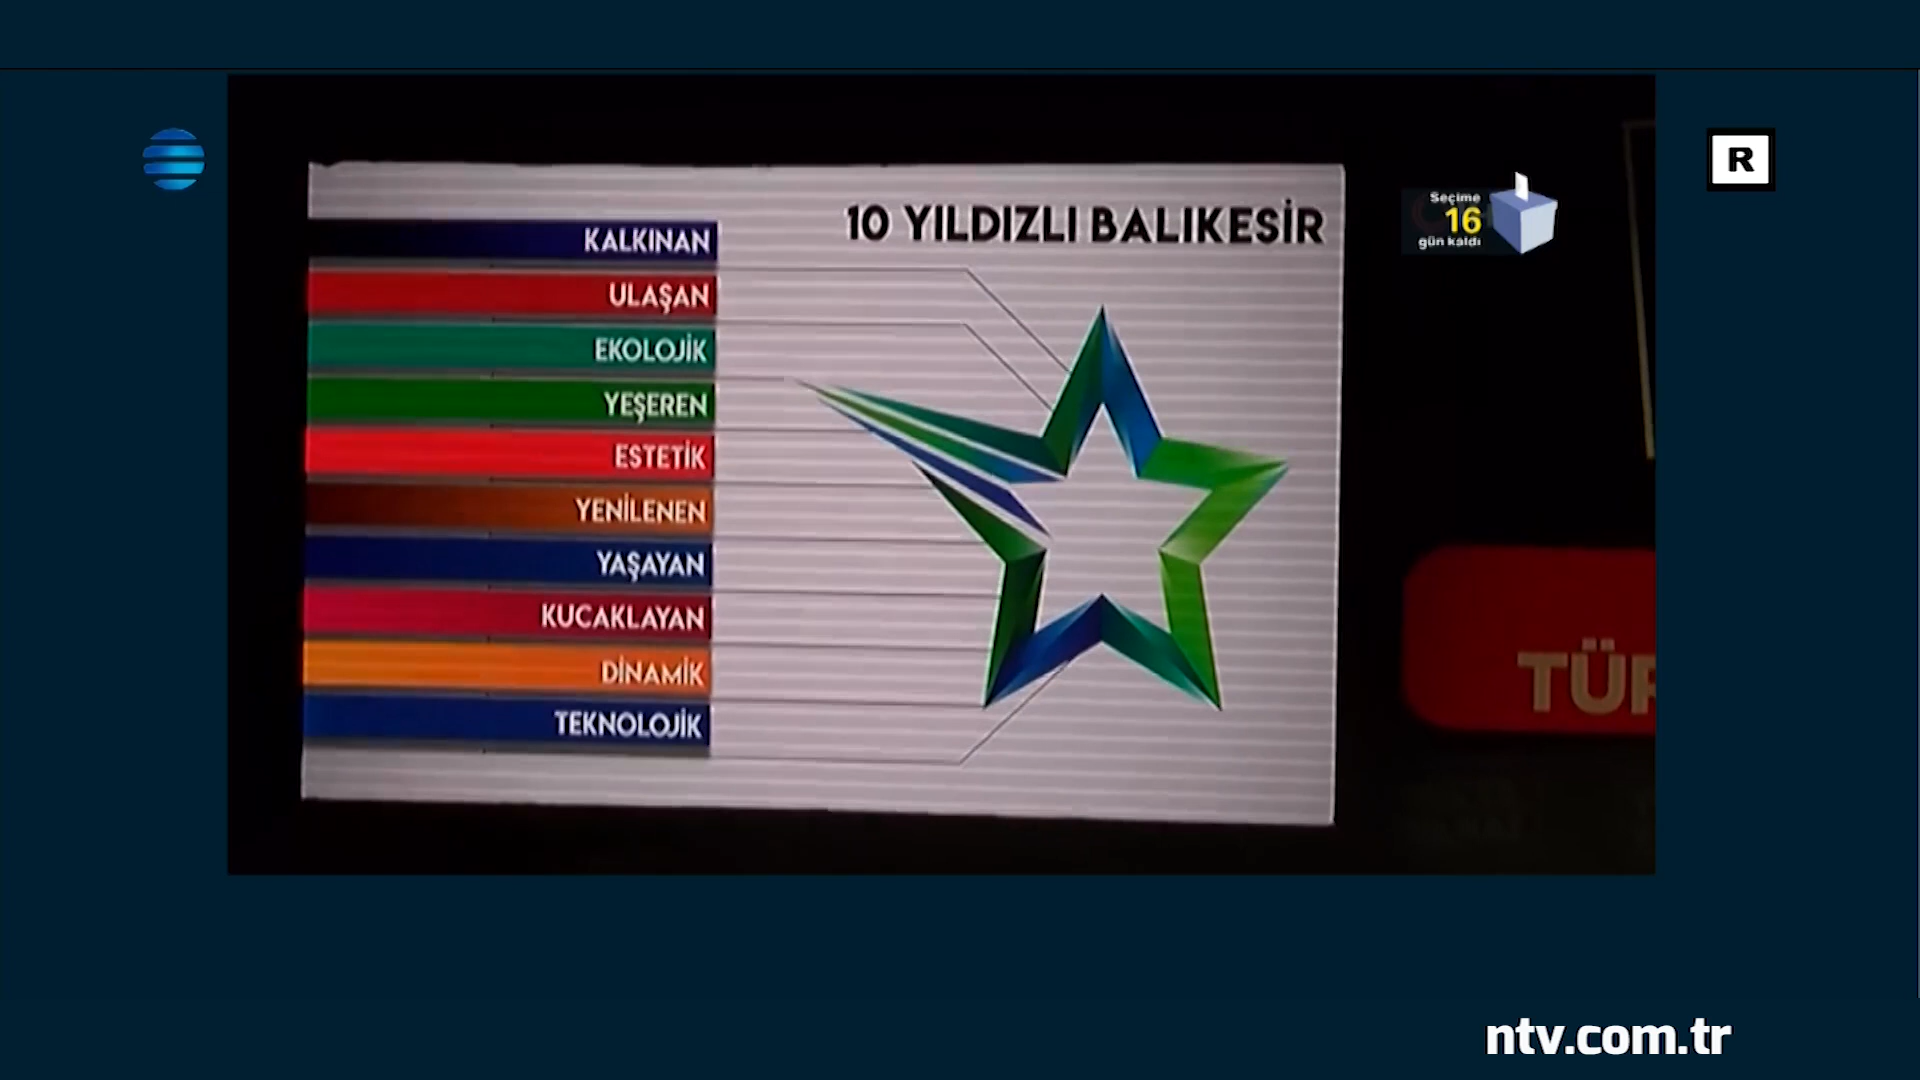 10 YILDIZLI BALIKESİR
KALKINAN
ULAŞAN
EKOLOJİK
YEŞEREN
ESTETİK
YENİLENEN
YAŞAYAN
KUCAKLAYAN
DİNAMİK
TEKNOLOJİK
Seçime
16
gün kaldı
R
TÜR
ntv.com.tr